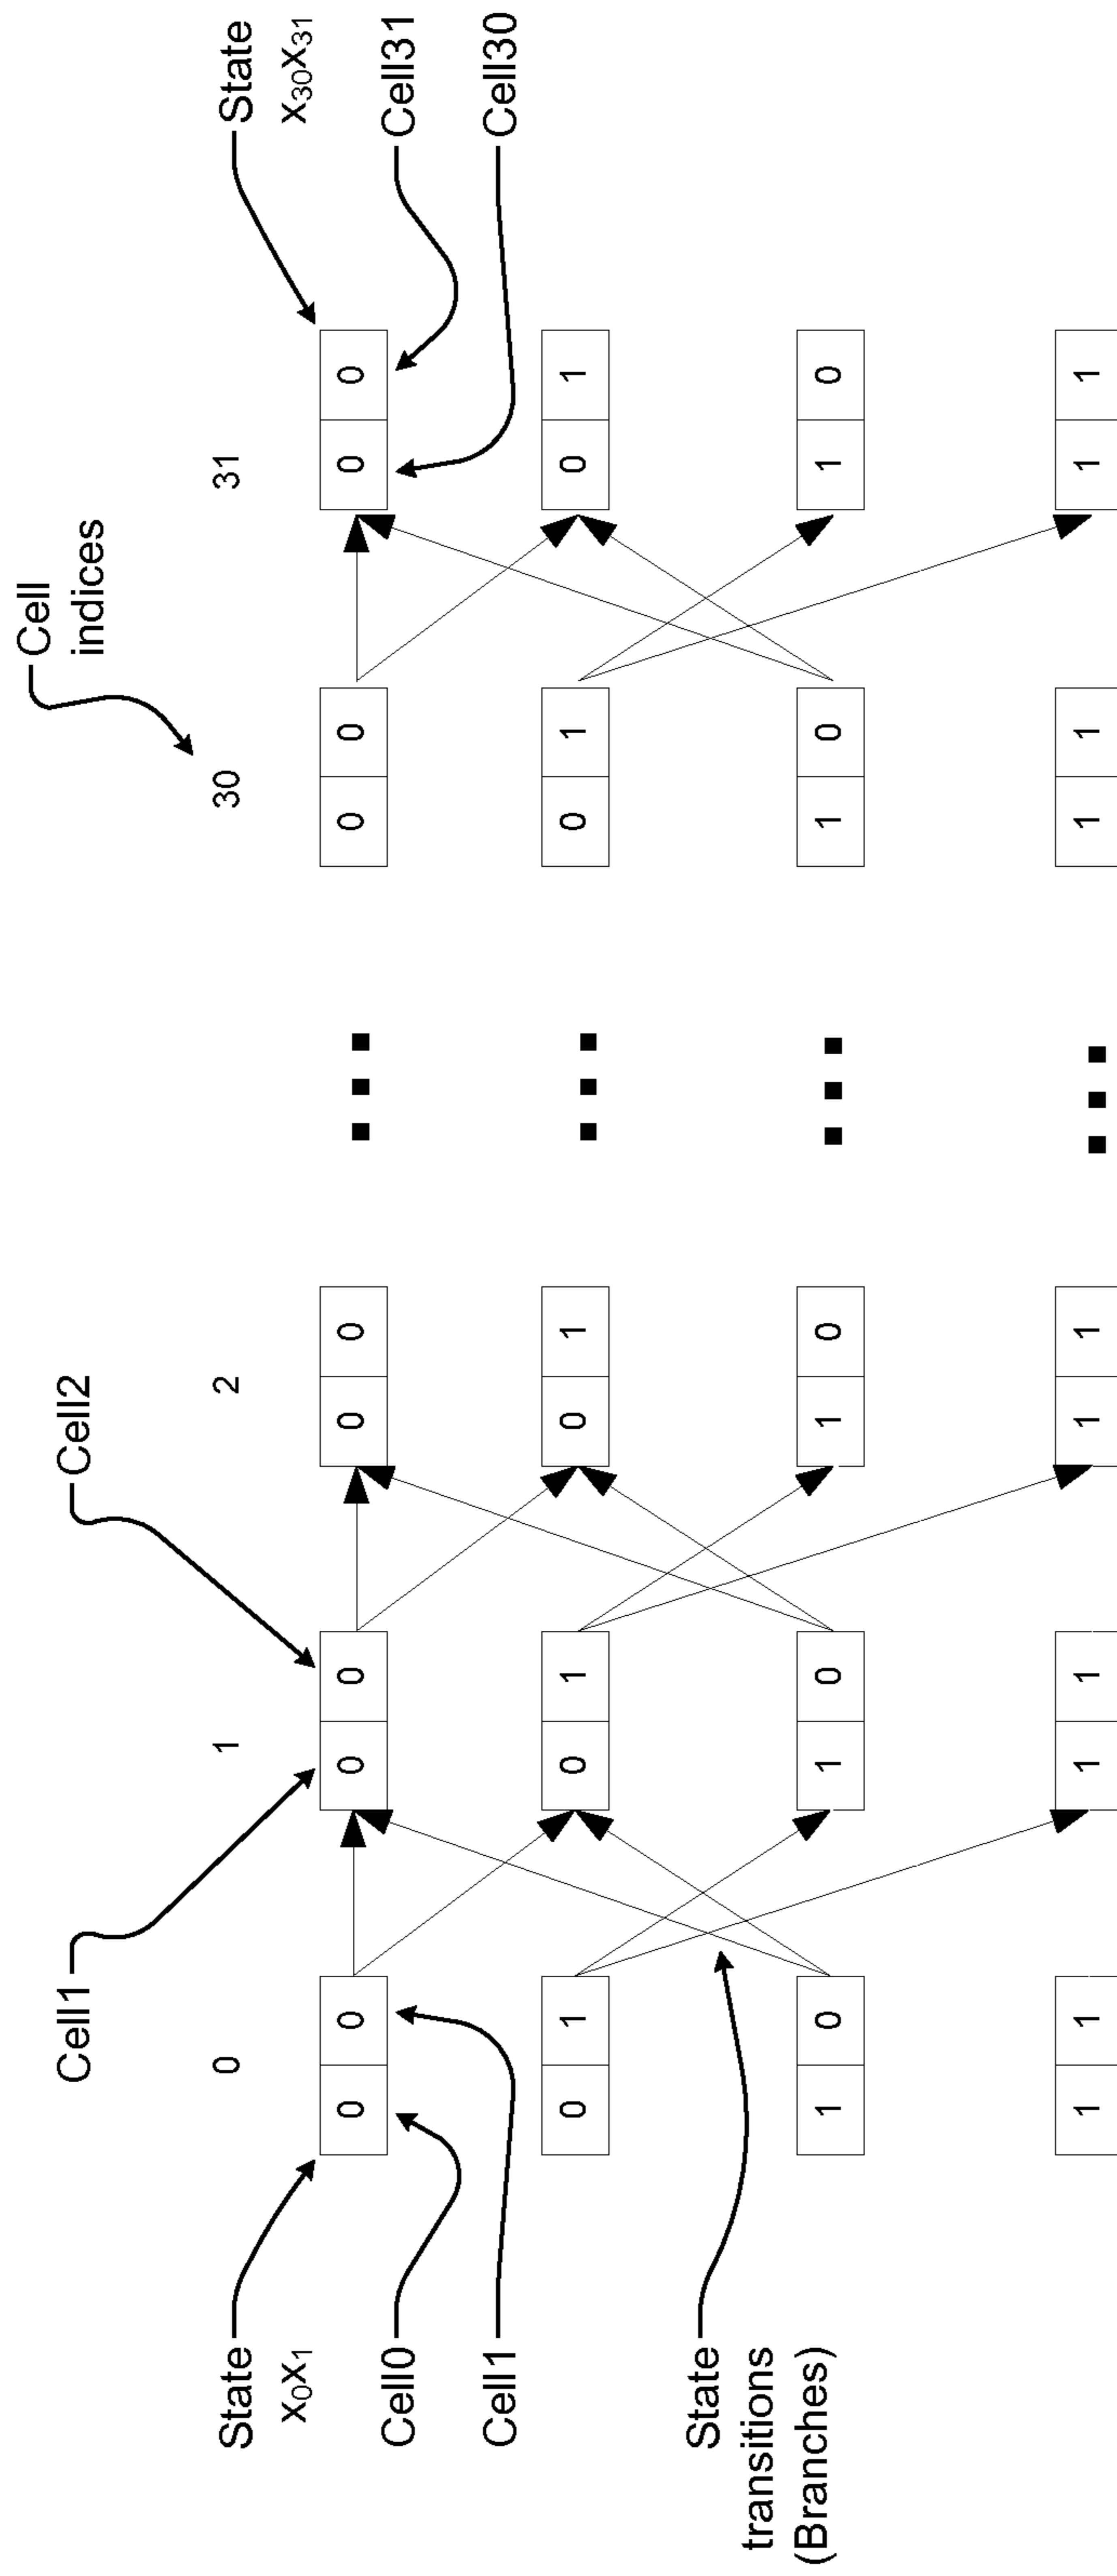 Cell
indices
Cell1
Cell2
0
1
2
30
31
State
x0x1
State
x30x31
0 0
0 0
0 0
0 0
0 0
Cell0
Cell31
Cell1
Cell30
0 1
0 1
0 1
0 1
0 1
State
transitions
(Branches)
1 0
1 0
1 0
1 0
1 0
1 1
1 1
1 1
1 1
1 1